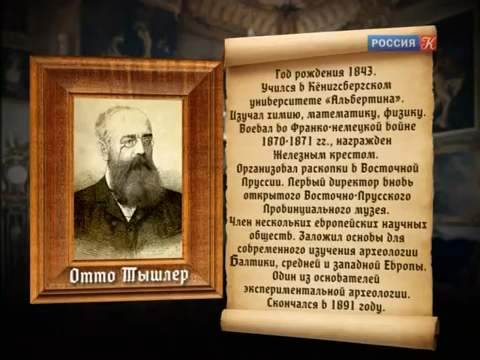 РОССИЯ К
Год рождения 1843.
Учился в Кёнигсбергском
университете «Альбертина».
Изучал химию, математику, физику.
Воевал во Франко-немецкой войне
1870-1871 гг., награжден
Железным крестом.
Организовал раскопки в Восточной
Пруссии. Первый директор вновь
открытого Восточно-Прусского
Провинциального музея.
Член нескольких европейских научных
обществ. Заложил основы для
современного изучения археологии
Балтики, средней и западной Европы.
Один из основателей
экспериментальной археологии.
Скончался в 1891 году.
Отто Тышлер